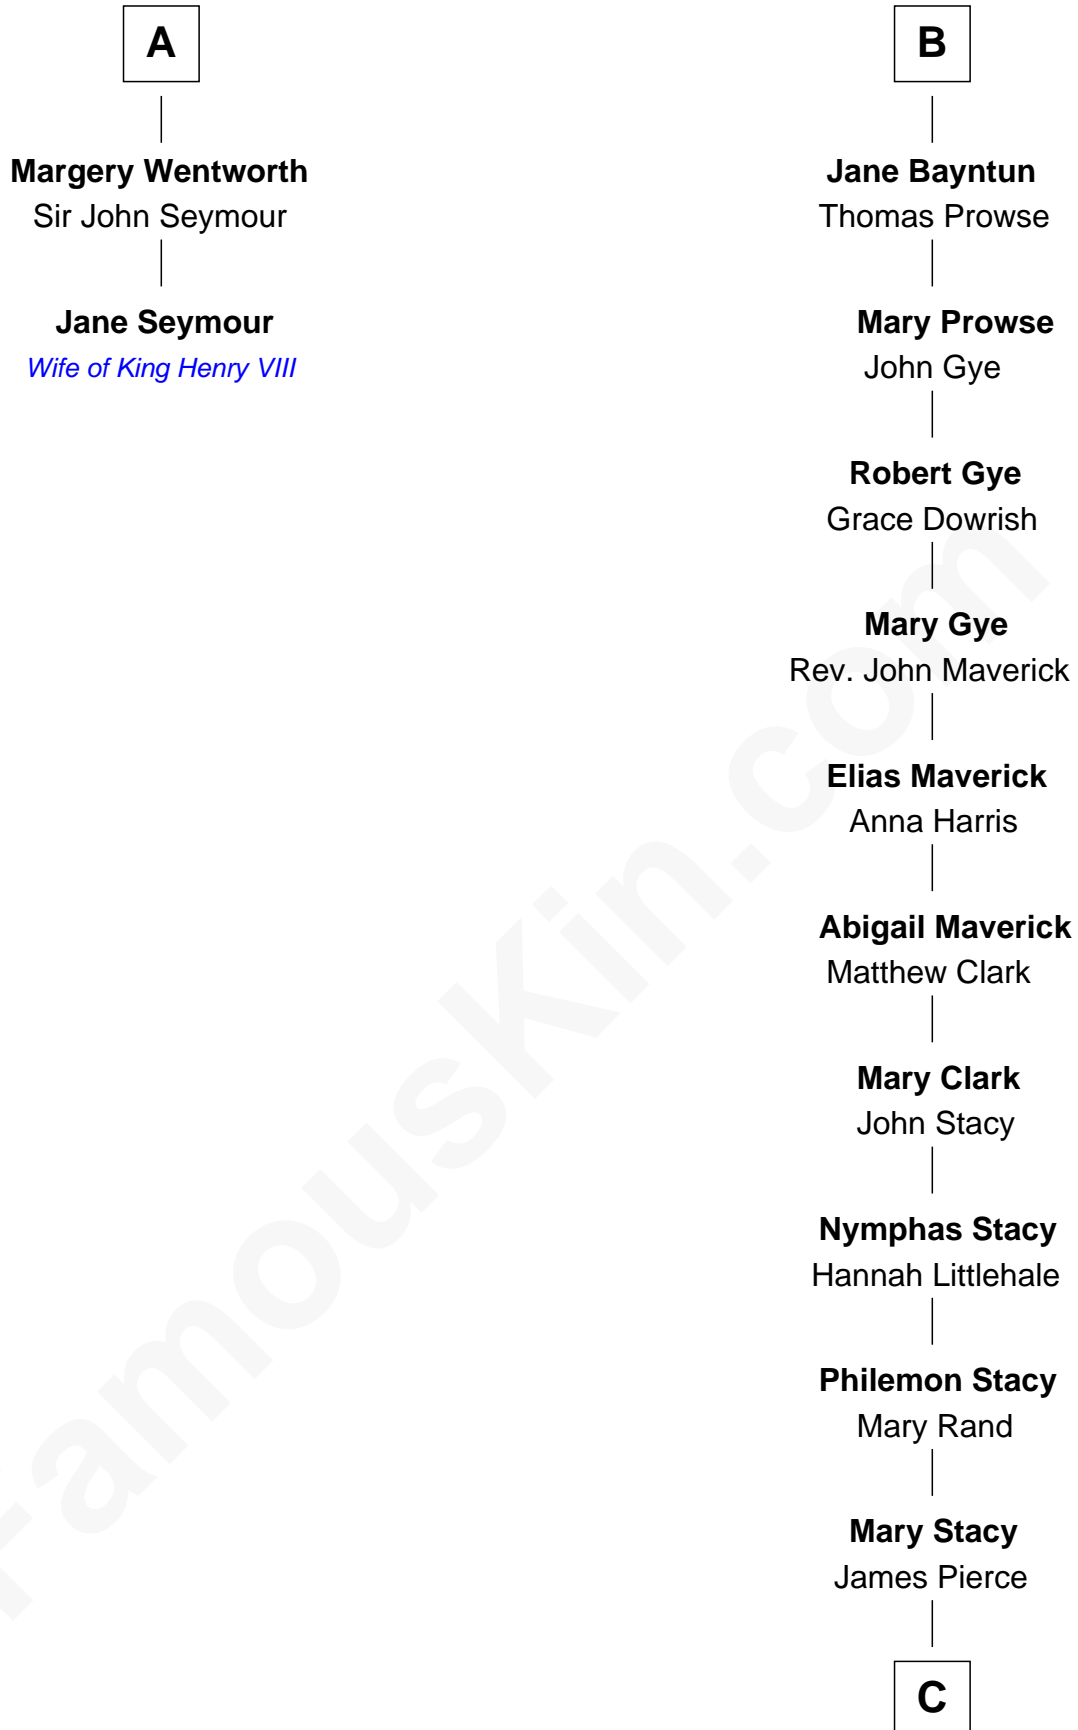 A
Margery Wentworth
Sir John Seymour
Jane Seymour
Wife of King Henry VIII
B
Jane Bayntun
Thomas Prowse
Mary Prowse
John Gye
Robert Gye
Grace Dowrish
Mary Gye
Rev. John Maverick
Elias Maverick
Anna Harris
Abigail Maverick
Matthew Clark
Mary Clark
John Stacy
Nymphas Stacy
Hannah Littlehale
Philemon Stacy
Mary Rand
Mary Stacy
James Pierce
C
FamousKin.com